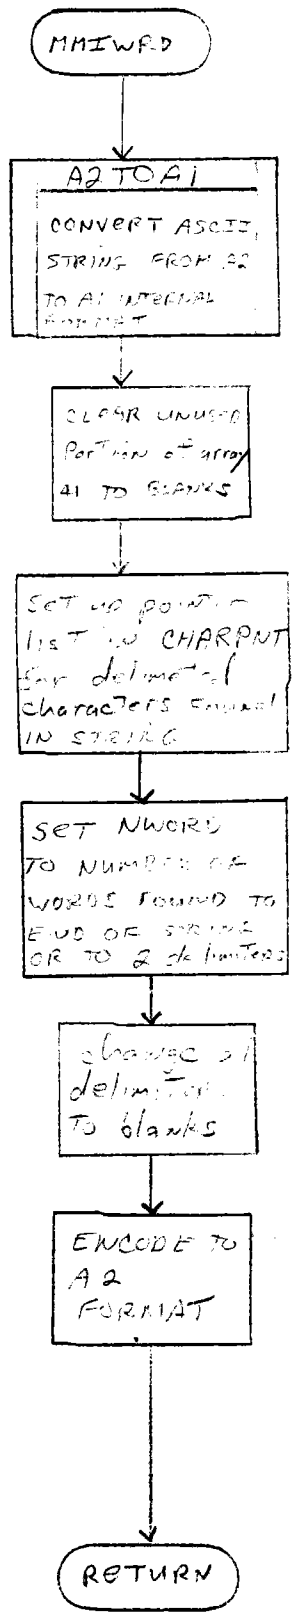 MMIWRD
A2TOA1
CONVERT ASCII
STRING FROM A2
TO A1 INTERNAL
FORMAT
CLEAR UNUSED
Portion of array
A1 TO BLANKS
SET up pointer
list in CHARPNT
for delimeted
characters found
IN STRING
SET NWORD
TO NUMBER OF
WORDS FOUND TO
END OF STRING
OR TO 2 delimiters
change all
delimitors
To blanks
ENCODE TO
A2
FORMAT
RETURN